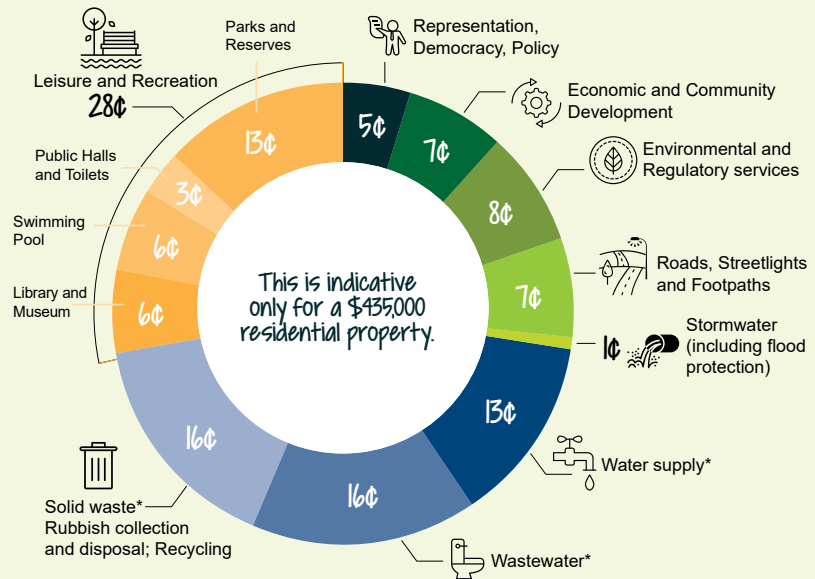 Parks and
Reserves
Leisure and Recreation
28¢
Public Halls
and Toilets
Swimming
Pool
Library and
Museum
13¢
3¢
6¢
6¢
Representation,
Democracy, Policy
5¢
Economic and Community
Development
7¢
Environmental and
Regulatory services
8¢
Roads, Streetlights
and Footpaths
7¢
Stormwater
(including flood
protection)
1¢
This is indicative
only for a $435,000
residential property.
13¢
Water supply*
16¢
Wastewater*
16¢
Solid waste*
Rubbish collection
and disposal; Recycling